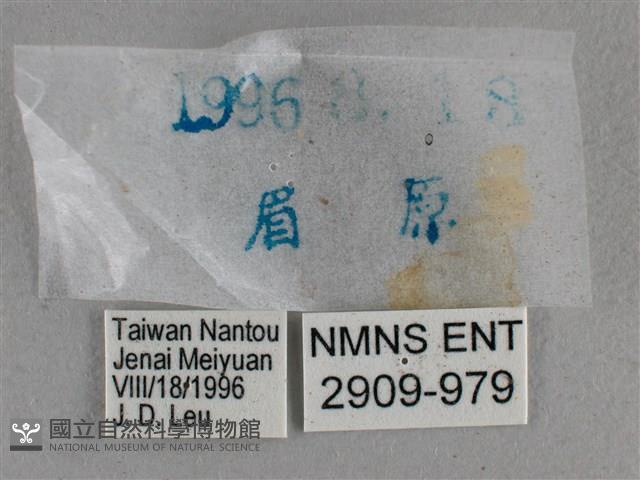 1996 8. 18
眉 原
Taiwan Nantou
Jenai Meiyuan
VIII/18/1996
J. D. Leu
NMNS ENT
2909-979
國立自然科學博物館
NATIONAL MUSEUM OF NATURAL SCIENCE